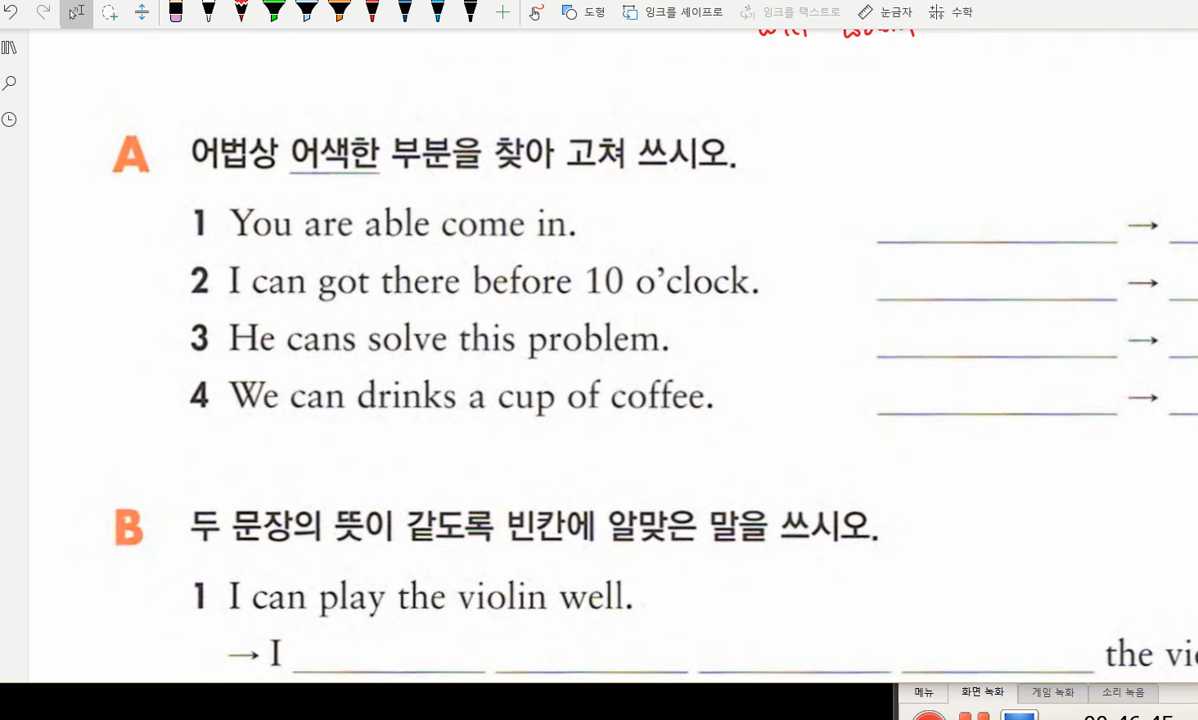 도형 잉크를 셰이프로 잉크를 텍스트로 눈금자 수학
A 어법상 어색한 부분을 찾아 고쳐 쓰시오.
1 You are able come in. →
2 I can got there before 10 o'clock. →
3 He cans solve this problem. →
4 We can drinks a cup of coffee. →
B 두 문장의 뜻이 같도록 빈칸에 알맞은 말을 쓰시오.
1 I can play the violin well.
→ I the
메뉴 화면 녹화 게임 녹화 소리 녹음